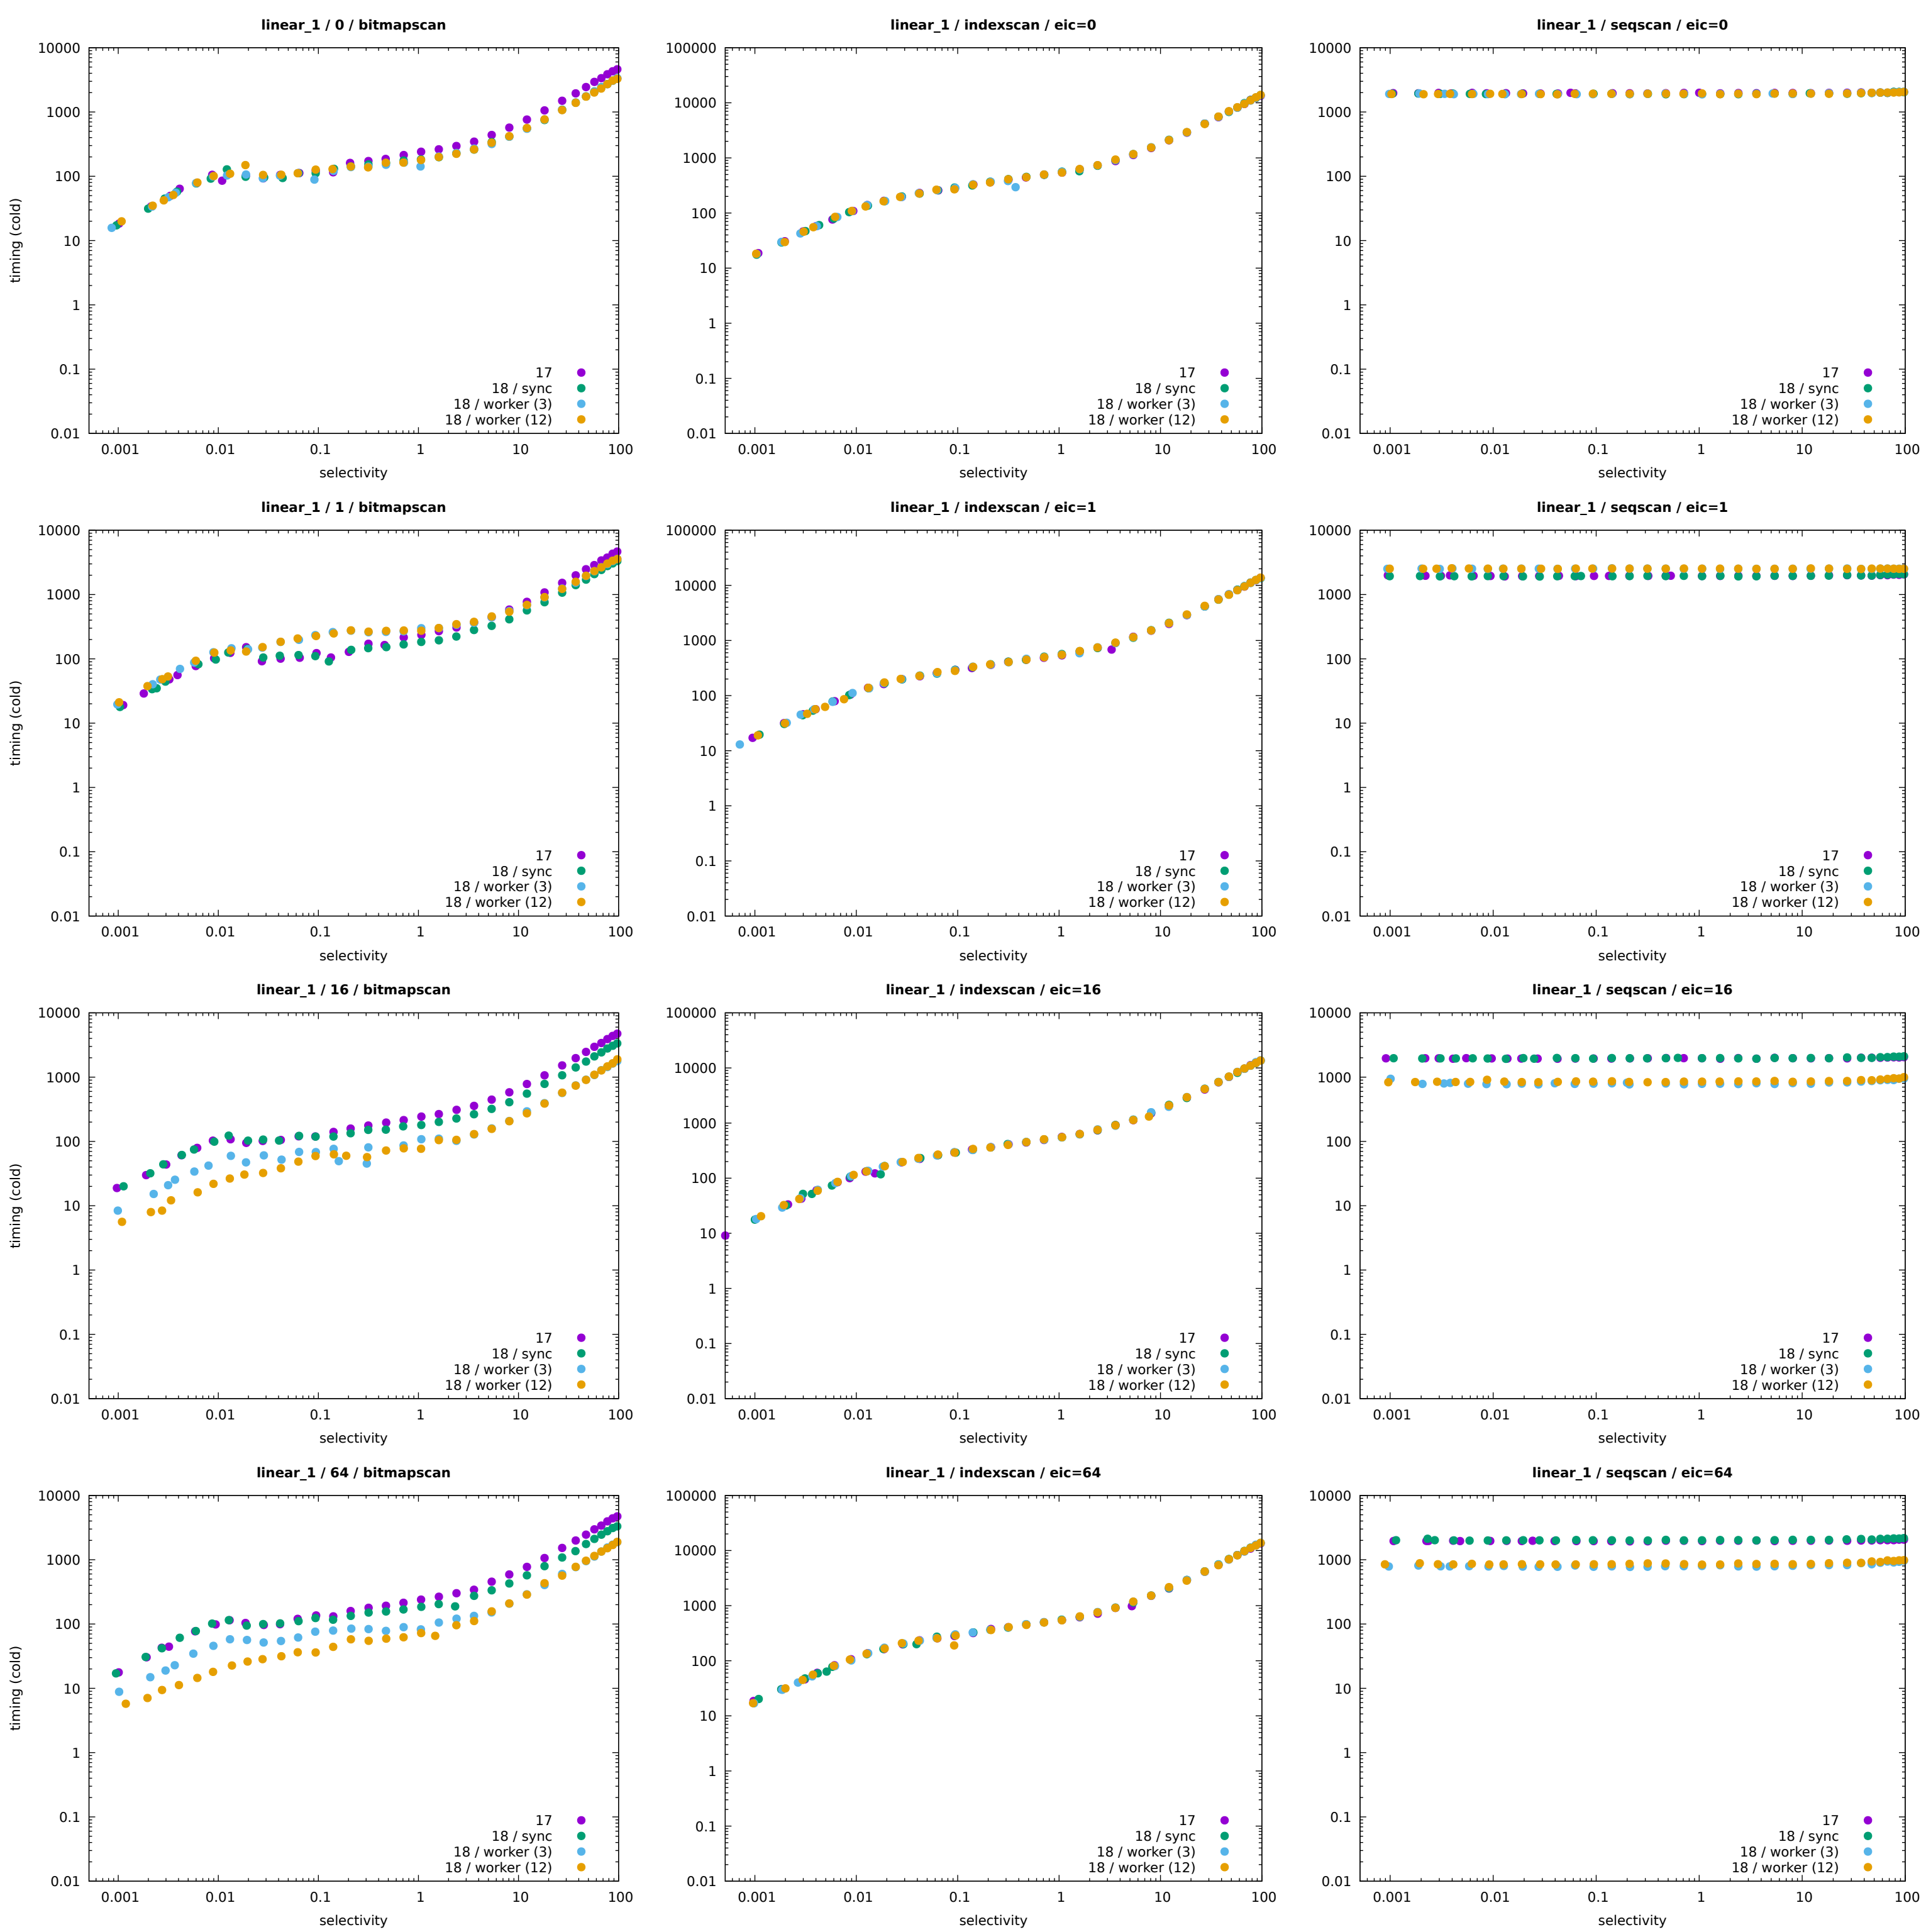 linear_1 / 0 / bitmapscan
10000
1000
100
10
1
0.1
0.01
timing (cold)
17
18 / sync
18 / worker (3)
18 / worker (12)
0.001 0.01 0.1 1 10 100
selectivity
linear_1 / indexscan / eic=0
100000
10000
1000
100
10
1
0.1
0.01
17
18 / sync
18 / worker (3)
18 / worker (12)
0.001 0.01 0.1 1 10 100
selectivity
linear_1 / seqscan / eic=0
10000
1000
100
10
1
0.1
0.01
17
18 / sync
18 / worker (3)
18 / worker (12)
0.001 0.01 0.1 1 10 100
selectivity
linear_1 / 1 / bitmapscan
10000
1000
100
10
1
0.1
0.01
timing (cold)
17
18 / sync
18 / worker (3)
18 / worker (12)
0.001 0.01 0.1 1 10 100
selectivity
linear_1 / indexscan / eic=1
100000
10000
1000
100
10
1
0.1
0.01
17
18 / sync
18 / worker (3)
18 / worker (12)
0.001 0.01 0.1 1 10 100
selectivity
linear_1 / seqscan / eic=1
10000
1000
100
10
1
0.1
0.01
17
18 / sync
18 / worker (3)
18 / worker (12)
0.001 0.01 0.1 1 10 100
selectivity
linear_1 / 16 / bitmapscan
10000
1000
100
10
1
0.1
0.01
timing (cold)
17
18 / sync
18 / worker (3)
18 / worker (12)
0.001 0.01 0.1 1 10 100
selectivity
linear_1 / indexscan / eic=16
100000
10000
1000
100
10
1
0.1
0.01
17
18 / sync
18 / worker (3)
18 / worker (12)
0.001 0.01 0.1 1 10 100
selectivity
linear_1 / seqscan / eic=16
10000
1000
100
10
1
0.1
0.01
17
18 / sync
18 / worker (3)
18 / worker (12)
0.001 0.01 0.1 1 10 100
selectivity
linear_1 / 64 / bitmapscan
10000
1000
100
10
1
0.1
0.01
timing (cold)
17
18 / sync
18 / worker (3)
18 / worker (12)
0.001 0.01 0.1 1 10 100
selectivity
linear_1 / indexscan / eic=64
100000
10000
1000
100
10
1
0.1
0.01
17
18 / sync
18 / worker (3)
18 / worker (12)
0.001 0.01 0.1 1 10 100
selectivity
linear_1 / seqscan / eic=64
10000
1000
100
10
1
0.1
0.01
17
18 / sync
18 / worker (3)
18 / worker (12)
0.001 0.01 0.1 1 10 100
selectivity